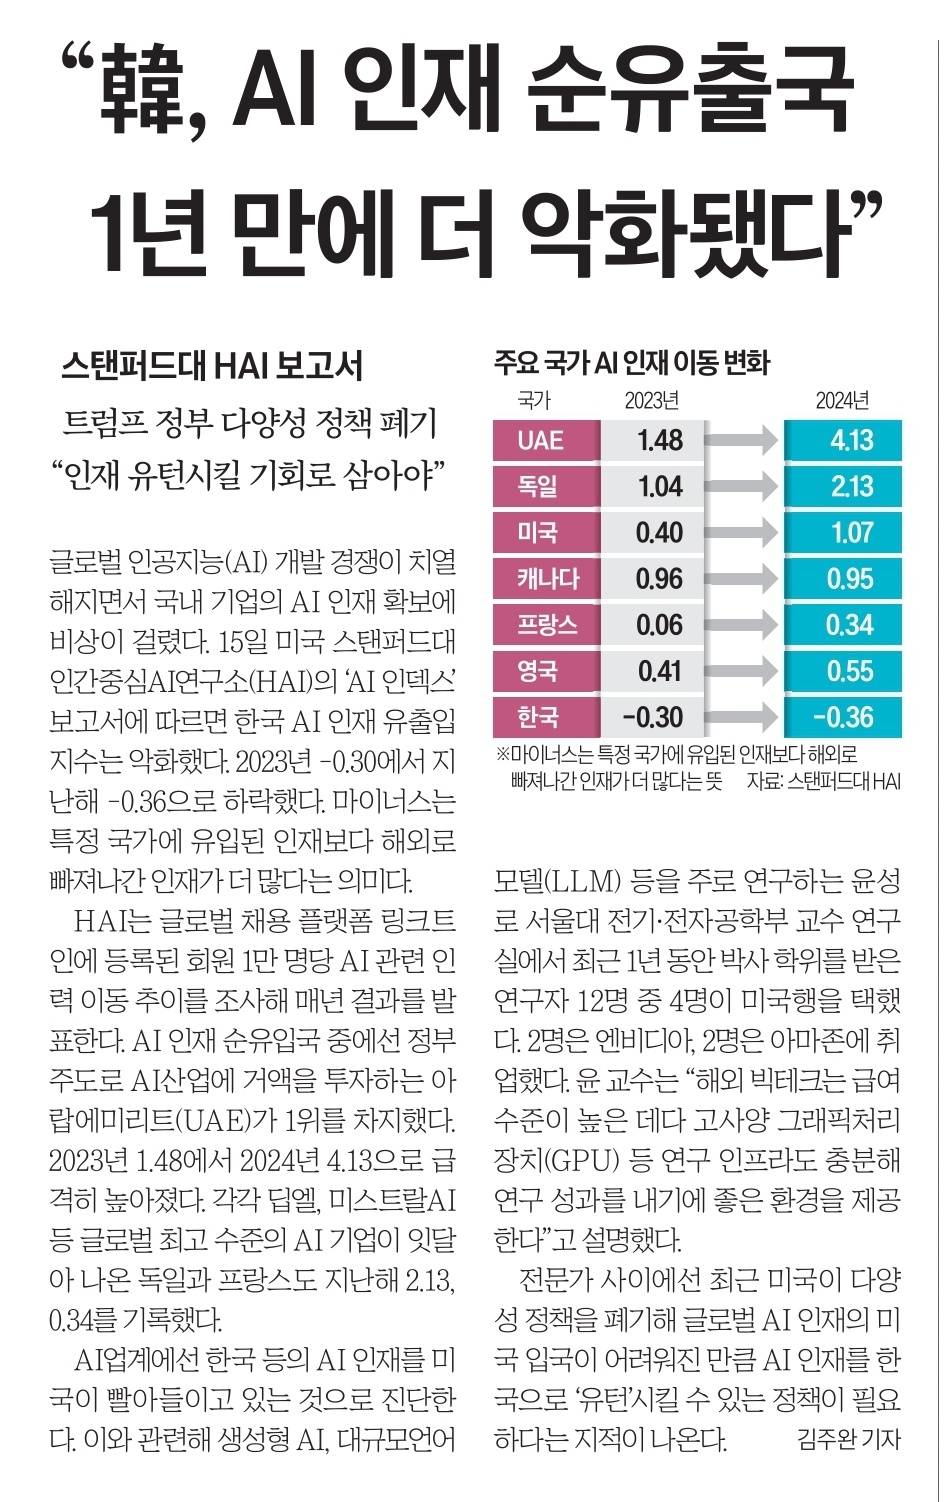 “韓, AI 인재 순유출국
1년 만에 더 악화됐다”
스탠퍼드대 HAI 보고서
트럼프 정부 다양성 정책 폐기
“인재 유턴시킬 기회로 삼아야”
글로벌 인공지능(AI) 개발 경쟁이 치열
해지면서 국내 기업의 AI 인재 확보에
비상이 걸렸다. 15일 미국 스탠퍼드대
인간중심AI연구소(HAI)의 ‘AI 인덱스’
보고서에 따르면 한국 AI 인재 유출입
지수는 악화했다. 2023년 -0.30에서 지
난해 -0.36으로 하락했다. 마이너스는
특정 국가에 유입된 인재보다 해외로
빠져나간 인재가 더 많다는 의미다.
HAI는 글로벌 채용 플랫폼 링크트
인에 등록된 회원 1만 명당 AI 관련 인
력 이동 추이를 조사해 매년 결과를 발
표한다. AI 인재 순유입국 중에선 정부
주도로 AI산업에 거액을 투자하는 아
랍에미리트(UAE)가 1위를 차지했다.
2023년 1.48에서 2024년 4.13으로 급
격히 높아졌다. 각각 딥엘, 미스트랄AI
등 글로벌 최고 수준의 AI 기업이 잇달
아 나온 독일과 프랑스도 지난해 2.13,
0.34를 기록했다.
AI업계에선 한국 등의 AI 인재를 미
국이 빨아들이고 있는 것으로 진단한
다. 이와 관련해 생성형 AI, 대규모언어
주요 국가 AI 인재 이동 변화
국가 2023년 2024년
UAE 1.48 4.13
독일 1.04 2.13
미국 0.40 1.07
캐나다 0.96 0.95
프랑스 0.06 0.34
영국 0.41 0.55
한국 -0.30 -0.36
※마이너스는 특정 국가에 유입된 인재보다 해외로
빠져나간 인재가 더 많다는 뜻 자료: 스탠퍼드대 HAI
모델(LLM) 등을 주로 연구하는 윤성
로 서울대 전기·전자공학부 교수 연구
실에서 최근 1년 동안 박사 학위를 받은
연구자 12명 중 4명이 미국행을 택했
다. 2명은 엔비디아, 2명은 아마존에 취
업했다. 윤 교수는 “해외 빅테크는 급여
수준이 높은 데다 고사양 그래픽처리
장치(GPU) 등 연구 인프라도 충분해
연구 성과를 내기에 좋은 환경을 제공
한다”고 설명했다.
전문가 사이에선 최근 미국이 다양
성 정책을 폐기해 글로벌 AI 인재의 미
국 입국이 어려워진 만큼 AI 인재를 한
국으로 ‘유턴’시킬 수 있는 정책이 필요
하다는 지적이 나온다. 김주완 기자